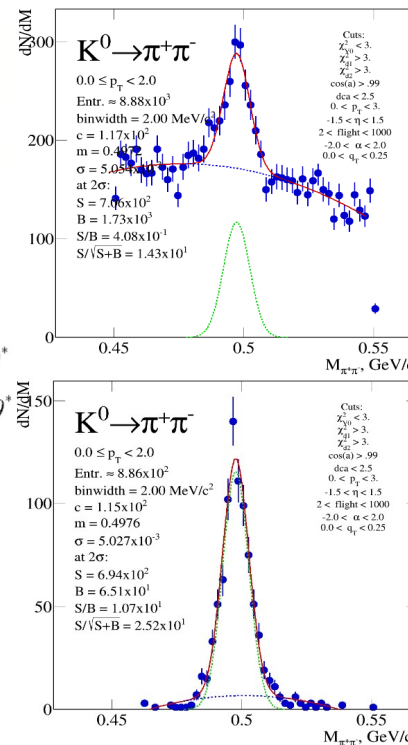 dN/dM
300
200
100
0
K⁰→π⁺π⁻
0.0 ≤ p_T < 2.0
Entr. ≈ 8.88x10³
binwidth = 2.00 MeV/c²
c = 1.17x10²
σ = 5.054x10
at 2σ:
S = 7.06x10²
B = 1.73x10³
S/B = 4.08x10⁻¹
S/√S+B = 1.43x10¹
Cuts:
χ²_Y0 < 3.
χ²_d1 > 3.
χ²_d2 > 3.
cos(a) > .99
dca < 2.5
0. < p_T < 3.
-1.5 < η < 1.5
2 < flight < 1000
-2.0 < α < 2.0
0.0 < q_T < 0.25
0.45
0.5
0.55
M_π⁺π⁻, GeV/c
dN/dM
150
100
50
0
K⁰→π⁺π⁻
0.0 ≤ p_T < 2.0
Entr. ≈ 8.86x10²
binwidth = 2.00 MeV/c²
c = 1.15x10²
m = 0.4976
σ = 5.027x10⁻³
at 2σ:
S = 6.94x10²
B = 6.51x10¹
S/B = 1.07x10¹
S/√S+B = 2.52x10¹
Cuts:
χ²_Y0 < 3.
χ²_d1 > 3.
χ²_d2 > 3.
cos(a) > .99
dca < 2.5
0. < p_T < 3.
-1.5 < η < 1.5
2 < flight < 1000
-2.0 < α < 2.0
0.0 < q_T < 0.25
0.45
0.5
0.55
M_π⁺π⁻, GeV/c